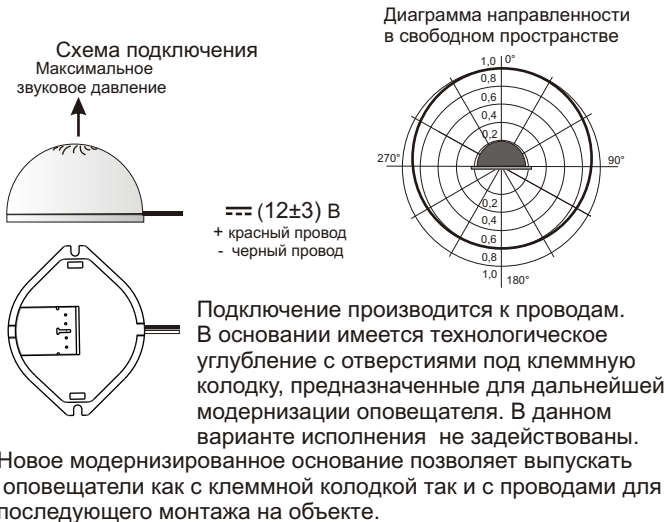 Диаграмма направленности
в свободном пространстве
Схема подключения
Максимальное
звуковое давление
1,0 0°
0,8
0,6
0,4
0,2
270°
90°
0,2
0,4
0,6
0,8
1,0 180°
(12±3) В
+ красный провод
- черный провод
Подключение производится к проводам.
В основании имеется технологическое
углубление с отверстиями под клеммную
колодку, предназначенные для дальнейшей
модернизации оповещателя. В данном
варианте исполнения не задействованы.
Новое модернизированное основание позволяет выпускать
оповещатели как с клеммной колодкой так и с проводами для
последующего монтажа на объекте.